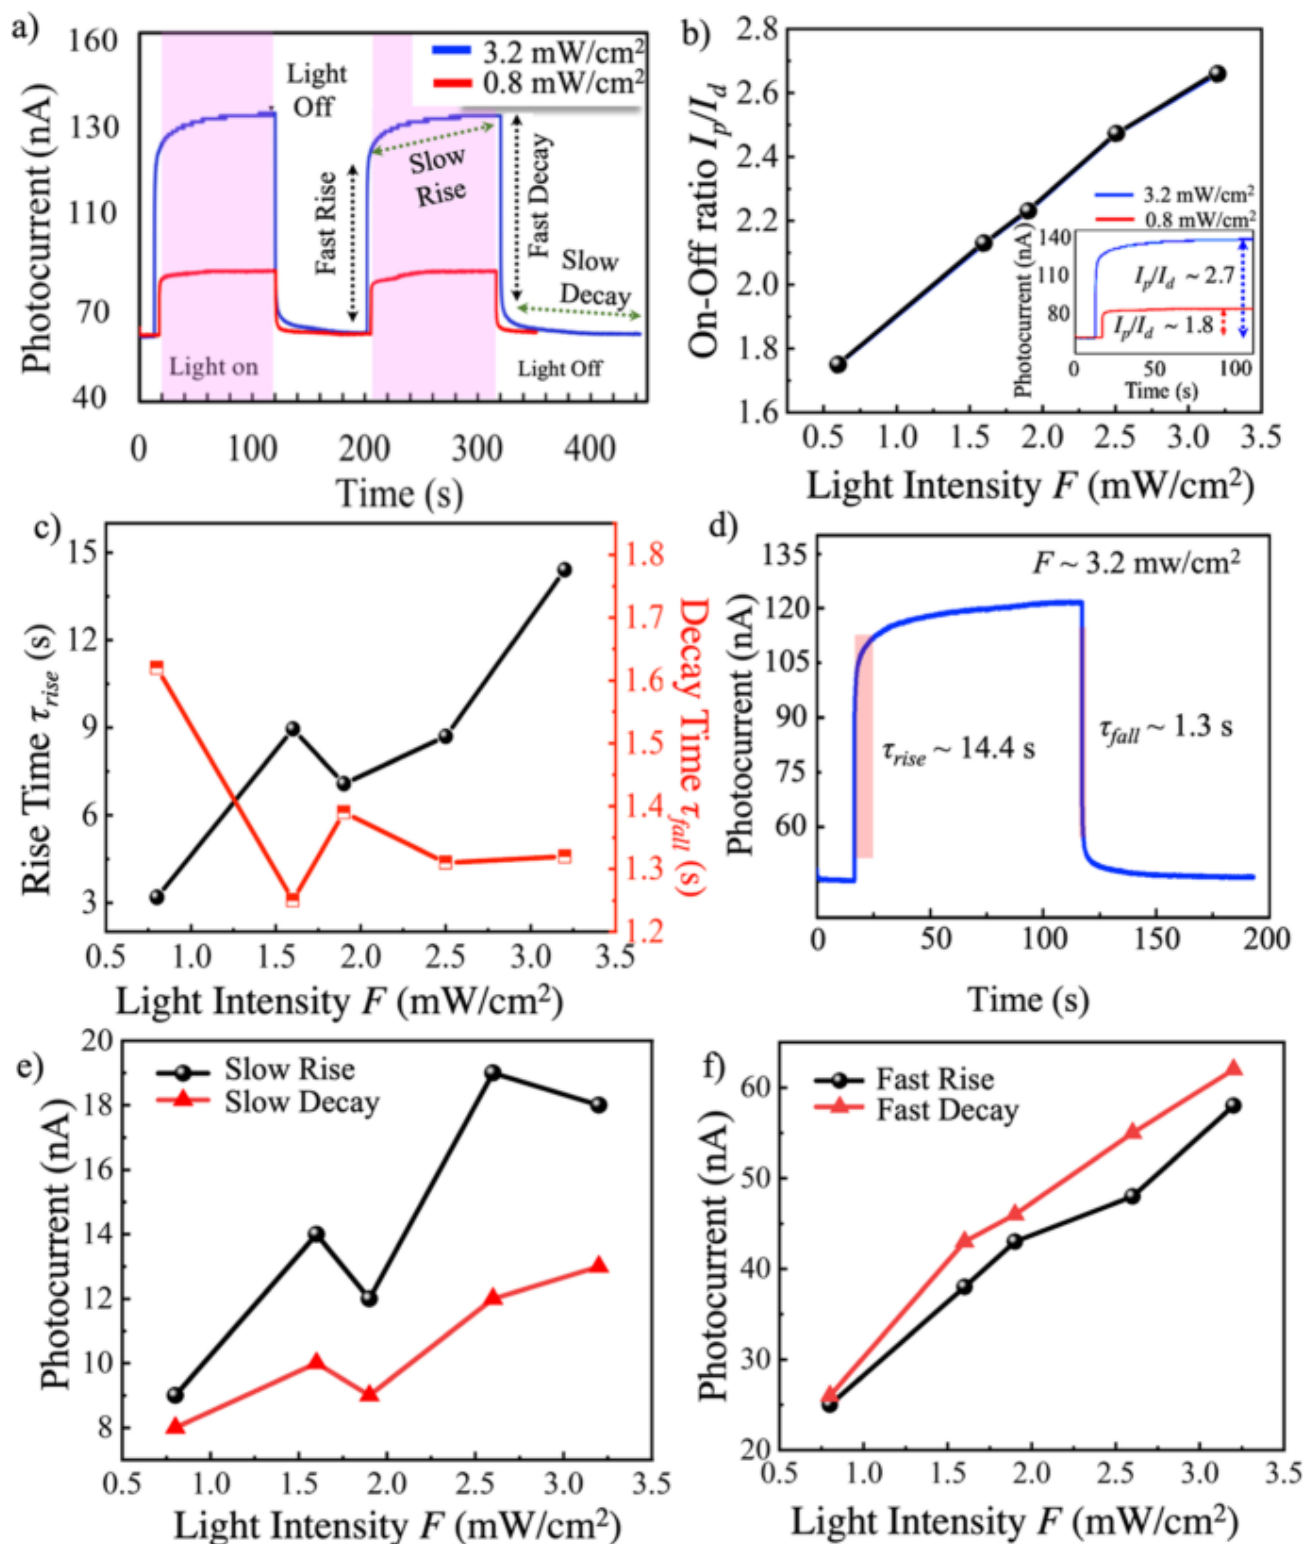 a)
160
130
110
70
40
Photocurrent (nA)
3.2 mW/cm²
0.8 mW/cm²
Light
Off
Fast Rise
Slow
Rise
Fast Decay
Slow
Decay
Light on
Light Off
0 100 200 300 400
Time (s)
b)
2.8
2.6
2.4
2.2
2.0
1.8
1.6
On-Off ratio Ip/Id
3.2 mW/cm²
0.8 mW/cm²
140
110
80
Photocurrent (nA)
Ip/Id ~ 2.7
Ip/Id ~ 1.8
0 50 100
Time (s)
0.5 1.0 1.5 2.0 2.5 3.0 3.5
Light Intensity F (mW/cm²)
c)
15
12
9
6
3
Rise Time τrise (s)
1.8
1.7
1.6
1.5
1.4
1.3
1.2
Decay Time τfall (s)
0.5 1.0 1.5 2.0 2.5 3.0 3.5
Light Intensity F (mW/cm²)
d)
135
120
105
90
75
60
Photocurrent (nA)
F ~ 3.2 mw/cm²
τrise ~ 14.4 s
τfall ~ 1.3 s
0 50 100 150 200
Time (s)
e)
20
18
16
14
12
10
8
Photocurrent (nA)
Slow Rise
Slow Decay
0.5 1.0 1.5 2.0 2.5 3.0 3.5
Light Intensity F (mW/cm²)
f)
60
50
40
30
20
Photocurrent (nA)
Fast Rise
Fast Decay
0.5 1.0 1.5 2.0 2.5 3.0 3.5
Light Intensity F (mW/cm²)